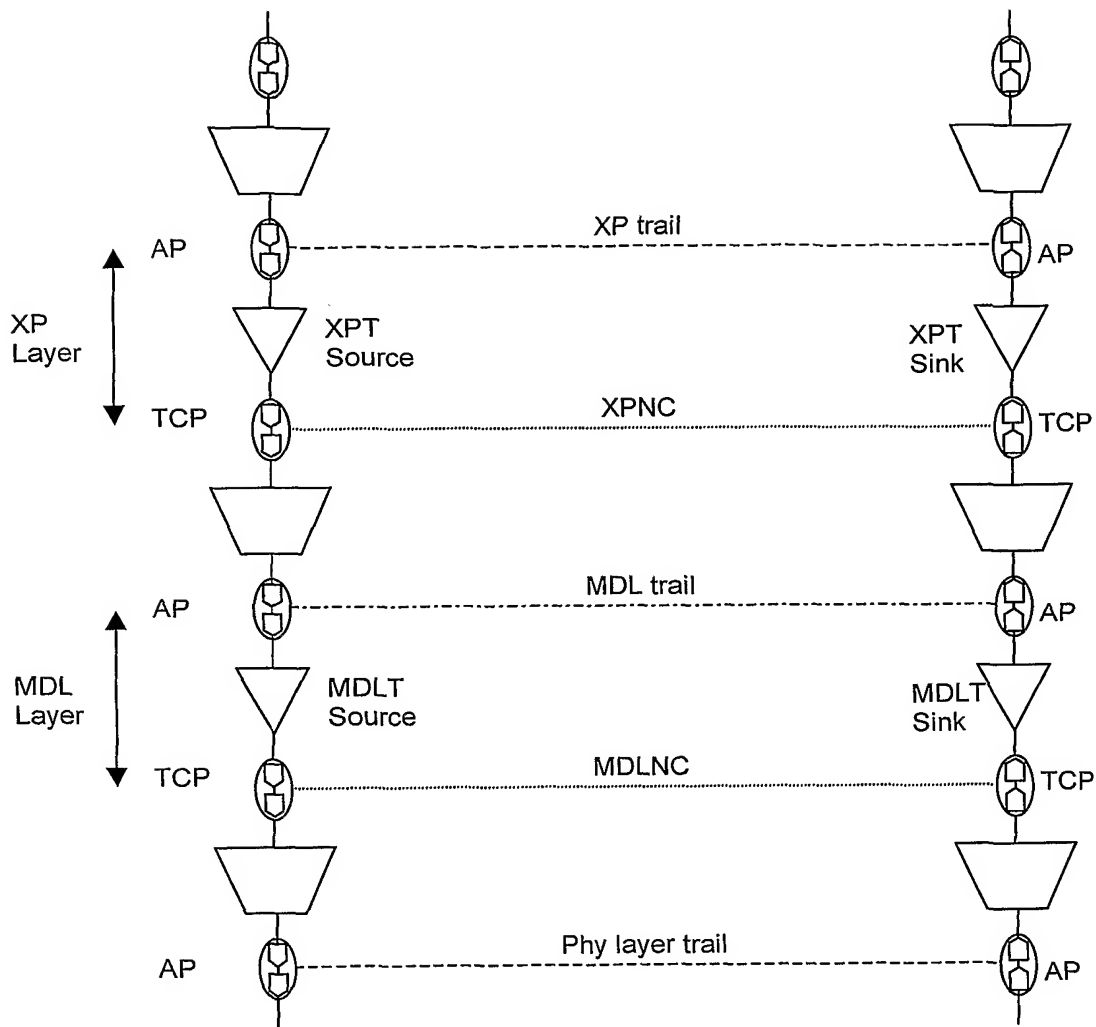 XP trail
AP
AP
XP
Layer
XPT
Source
XPT
Sink
XPNC
TCP
TCP
MDL trail
AP
AP
MDL
Layer
MDLT
Source
MDLT
Sink
MDLNC
TCP
TCP
Phy layer trail
AP
AP